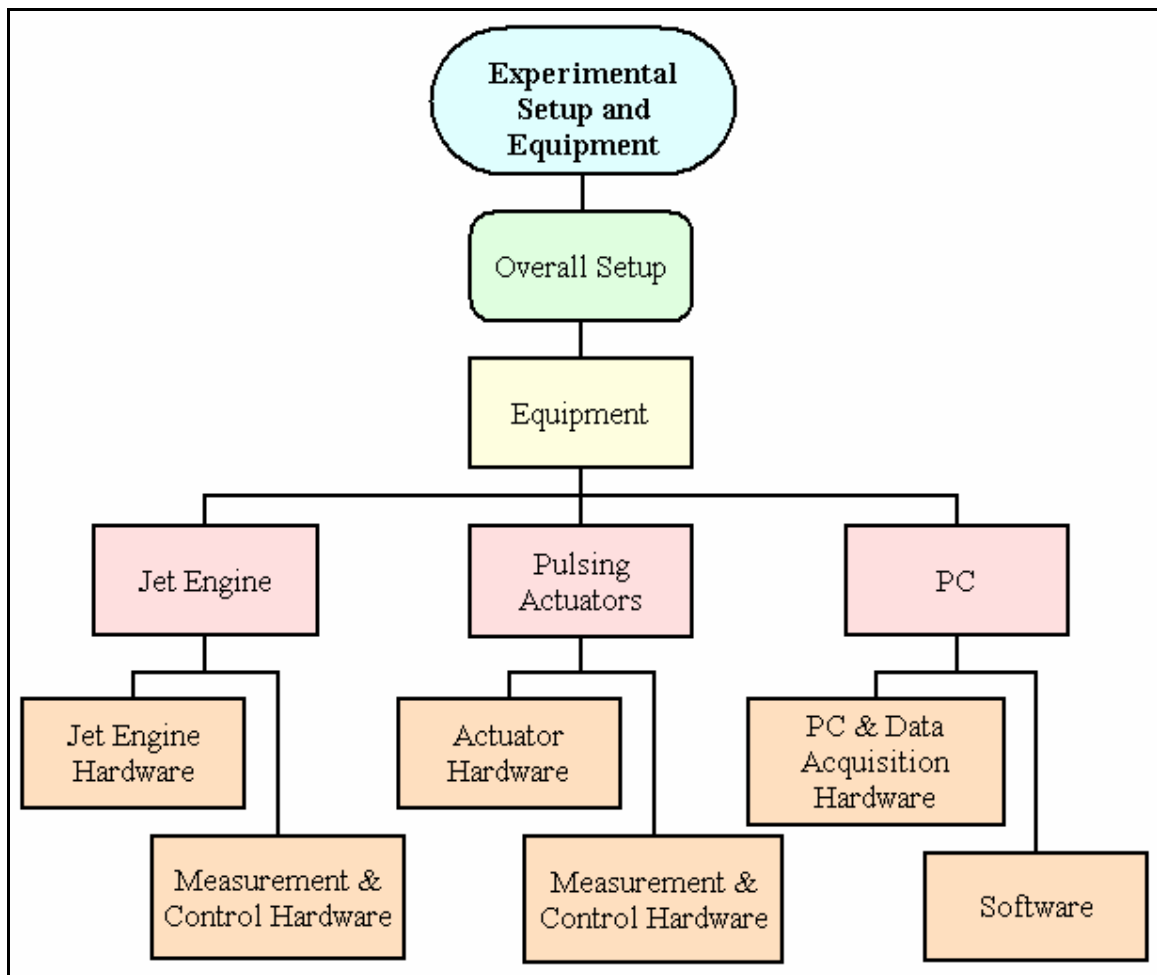 Experimental
Setup and
Equipment
Overall Setup
Equipment
Jet Engine
Pulsing
Actuators
PC
Jet Engine
Hardware
Measurement &
Control Hardware
Actuator
Hardware
Measurement &
Control Hardware
PC & Data
Acquisition
Hardware
Software